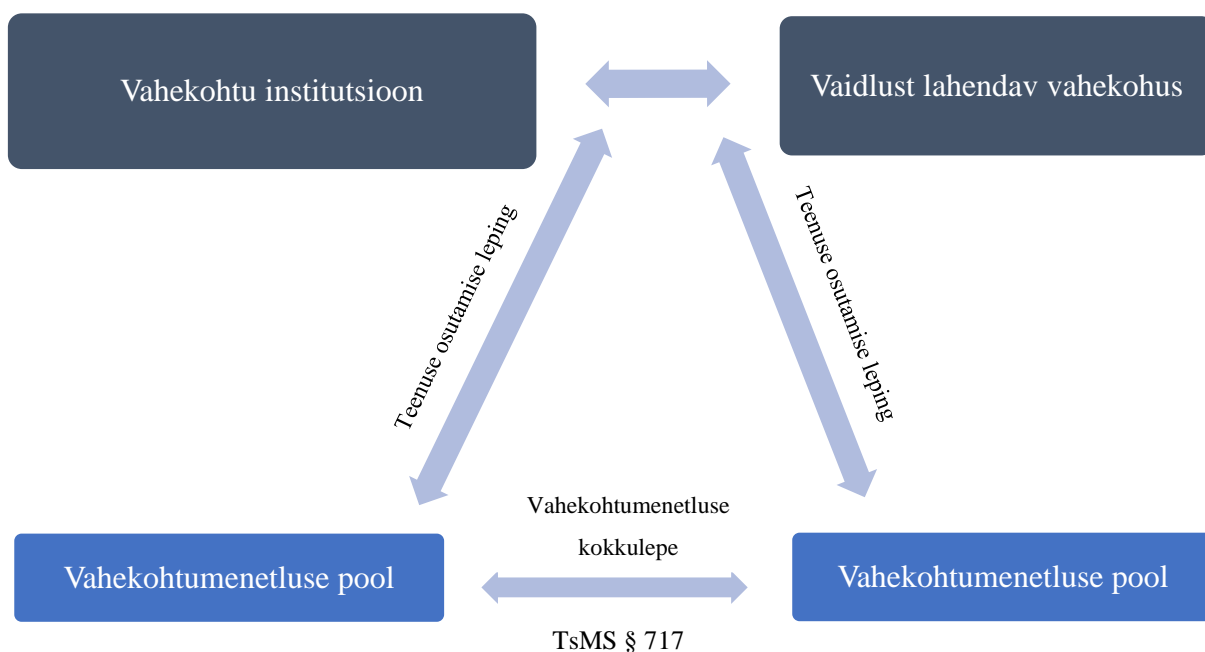 Vahekohtu institutsioon
Vaidlust lahendav vahekohus
Teenuse osutamise leping
Teenuse osutamise leping
Vahekohtumenetluse
kokkulepe
Vahekohtumenetluse pool
Vahekohtumenetluse pool
TsMS § 717